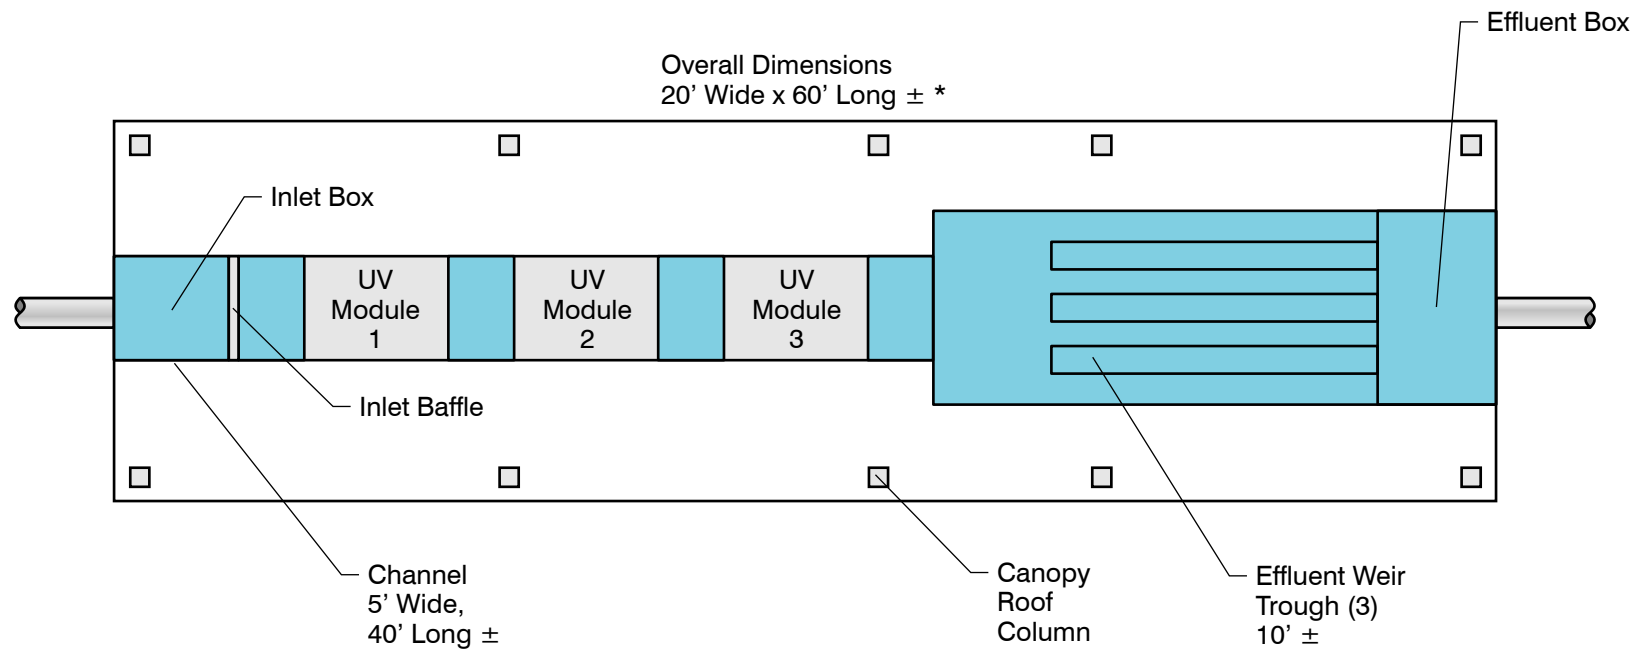 Effluent Box
Overall Dimensions
20’ Wide x 60’ Long ± *
Inlet Box
UV
Module
1
UV
Module
2
UV
Module
3
Inlet Baffle
Channel
5’ Wide,
40’ Long ±
Canopy
Roof
Column
Effluent Weir
Trough (3)
10’ ±